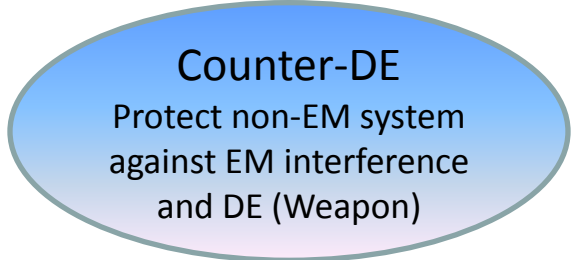 Counter-DE
Protect non-EM system
against EM interference
and DE (Weapon)